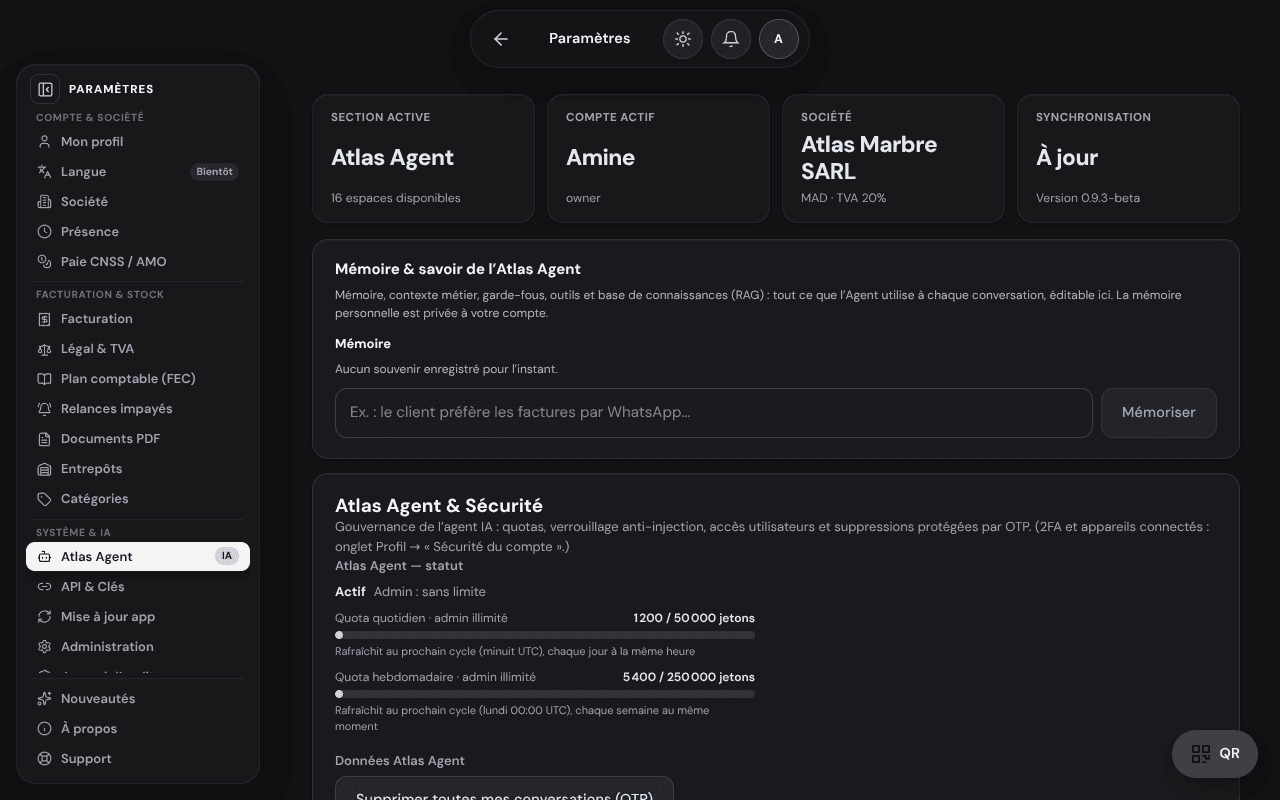 Paramètres
A
PARAMÈTRES
COMPTE & SOCIÉTÉ
Mon profil
Langue Bientôt
Société
Présence
Paie CNSS / AMO
FACTURATION & STOCK
Facturation
Légal & TVA
Plan comptable (FEC)
Relances impayés
Documents PDF
Entrepôts
Catégories
SYSTÈME & IA
Atlas Agent IA
API & Clés
Mise à jour app
Administration
Nouveautés
À propos
Support
SECTION ACTIVE
Atlas Agent
16 espaces disponibles
COMPTE ACTIF
Amine
owner
SOCIÉTÉ
Atlas Marbre
SARL
MAD · TVA 20%
SYNCHRONISATION
À jour
Version 0.9.3-beta
Mémoire & savoir de l’Atlas Agent
Mémoire, contexte métier, garde-fous, outils et base de connaissances (RAG) : tout ce que l’Agent utilise à chaque conversation, éditable ici. La mémoire
personnelle est privée à votre compte.
Mémoire
Aucun souvenir enregistré pour l’instant.
Ex. : le client préfère les factures par WhatsApp…
Mémoriser
Atlas Agent & Sécurité
Gouvernance de l’agent IA : quotas, verrouillage anti-injection, accès utilisateurs et suppressions protégées par OTP. (2FA et appareils connectés :
onglet Profil → « Sécurité du compte ».)
Atlas Agent — statut
Actif Admin : sans limite
Quota quotidien · admin illimité 1 200 / 50 000 jetons
Rafraîchit au prochain cycle (minuit UTC), chaque jour à la même heure
Quota hebdomadaire · admin illimité 5 400 / 250 000 jetons
Rafraîchit au prochain cycle (lundi 00:00 UTC), chaque semaine au même
moment
Données Atlas Agent
Supprimer toutes mes conversations (OTP)
QR